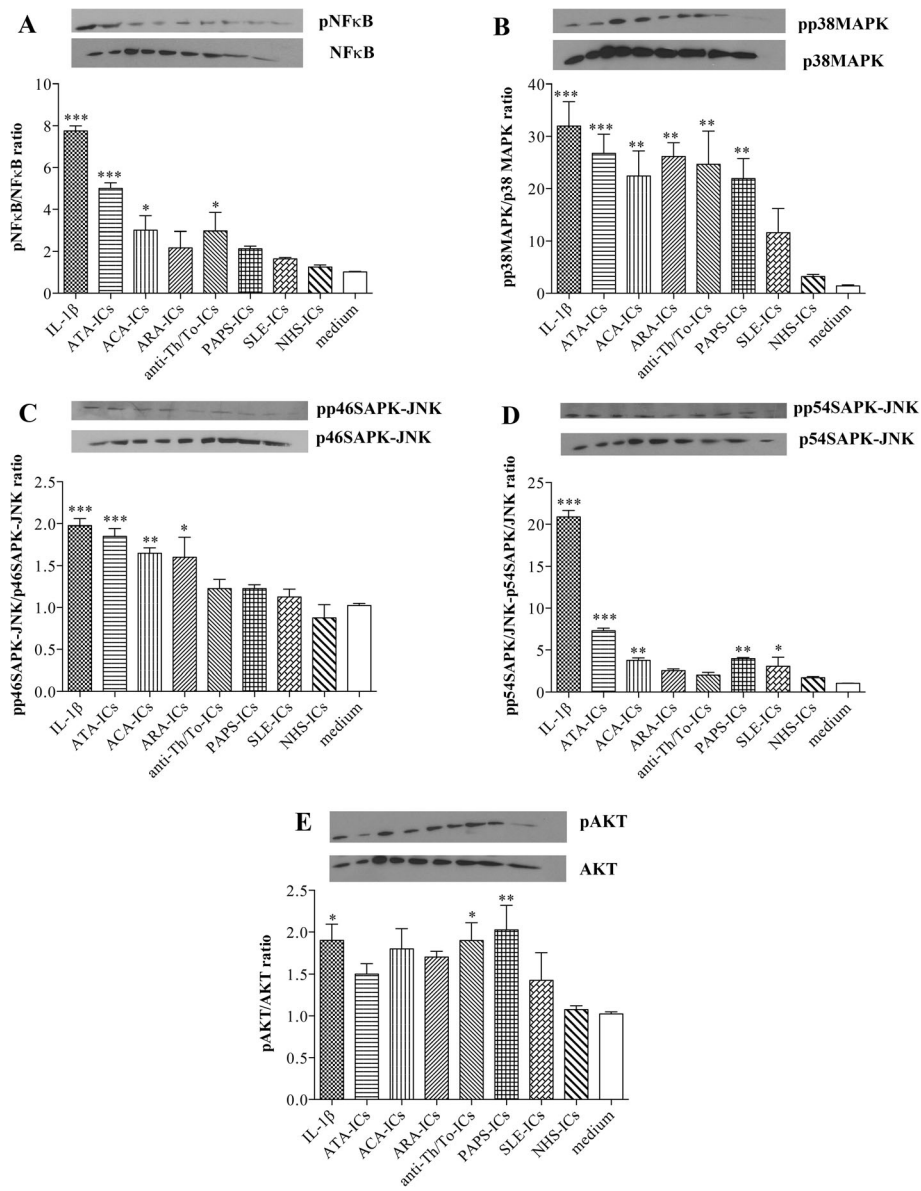 A
pNFκB
NFκB
pNFκB/NFκB ratio
10
8
6
4
2
0
***
***
*
*
IL-1β
ATA-ICs
ACA-ICs
ARA-ICs
anti-Th/To-ICs
PAPS-ICs
SLE-ICs
NHS-ICs
medium
B
pp38MAPK
p38MAPK
pp38MAPK/p38 MAPK ratio
40
30
20
10
0
***
***
**
**
**
**
IL-1β
ATA-ICs
ACA-ICs
ARA-ICs
anti-Th/To-ICs
PAPS-ICs
SLE-ICs
NHS-ICs
medium
C
pp46SAPK-JNK
p46SAPK-JNK
pp46SAPK-JNK/p46SAPK-JNK ratio
2.5
2.0
1.5
1.0
0.5
0.0
***
***
**
*
IL-1β
ATA-ICs
ACA-ICs
ARA-ICs
anti-Th/To-ICs
PAPS-ICs
SLE-ICs
NHS-ICs
medium
D
pp54SAPK-JNK
p54SAPK-JNK
pp54SAPK/JNK-p54SAPK/JNK ratio
25
20
15
10
5
0
***
***
**
**
*
IL-1β
ATA-ICs
ACA-ICs
ARA-ICs
anti-Th/To-ICs
PAPS-ICs
SLE-ICs
NHS-ICs
medium
E
pAKT
AKT
pAKT/AKT ratio
2.5
2.0
1.5
1.0
0.5
0.0
*
*
**
IL-1β
ATA-ICs
ACA-ICs
ARA-ICs
anti-Th/To-ICs
PAPS-ICs
SLE-ICs
NHS-ICs
medium